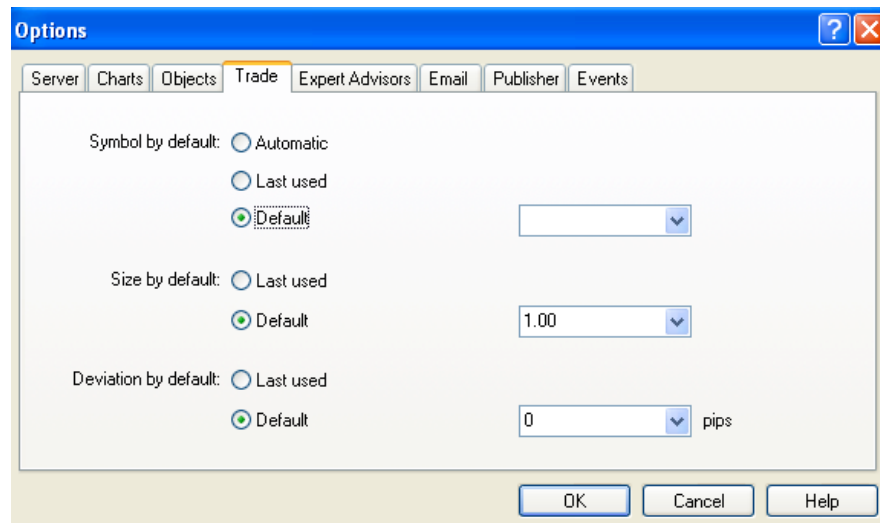 Options
Server Charts Objects Trade Expert Advisors Email Publisher Events
Symbol by default: Automatic
Last used
Default
Size by default: Last used
Default 1.00
Deviation by default: Last used
Default 0 pips
OK Cancel Help